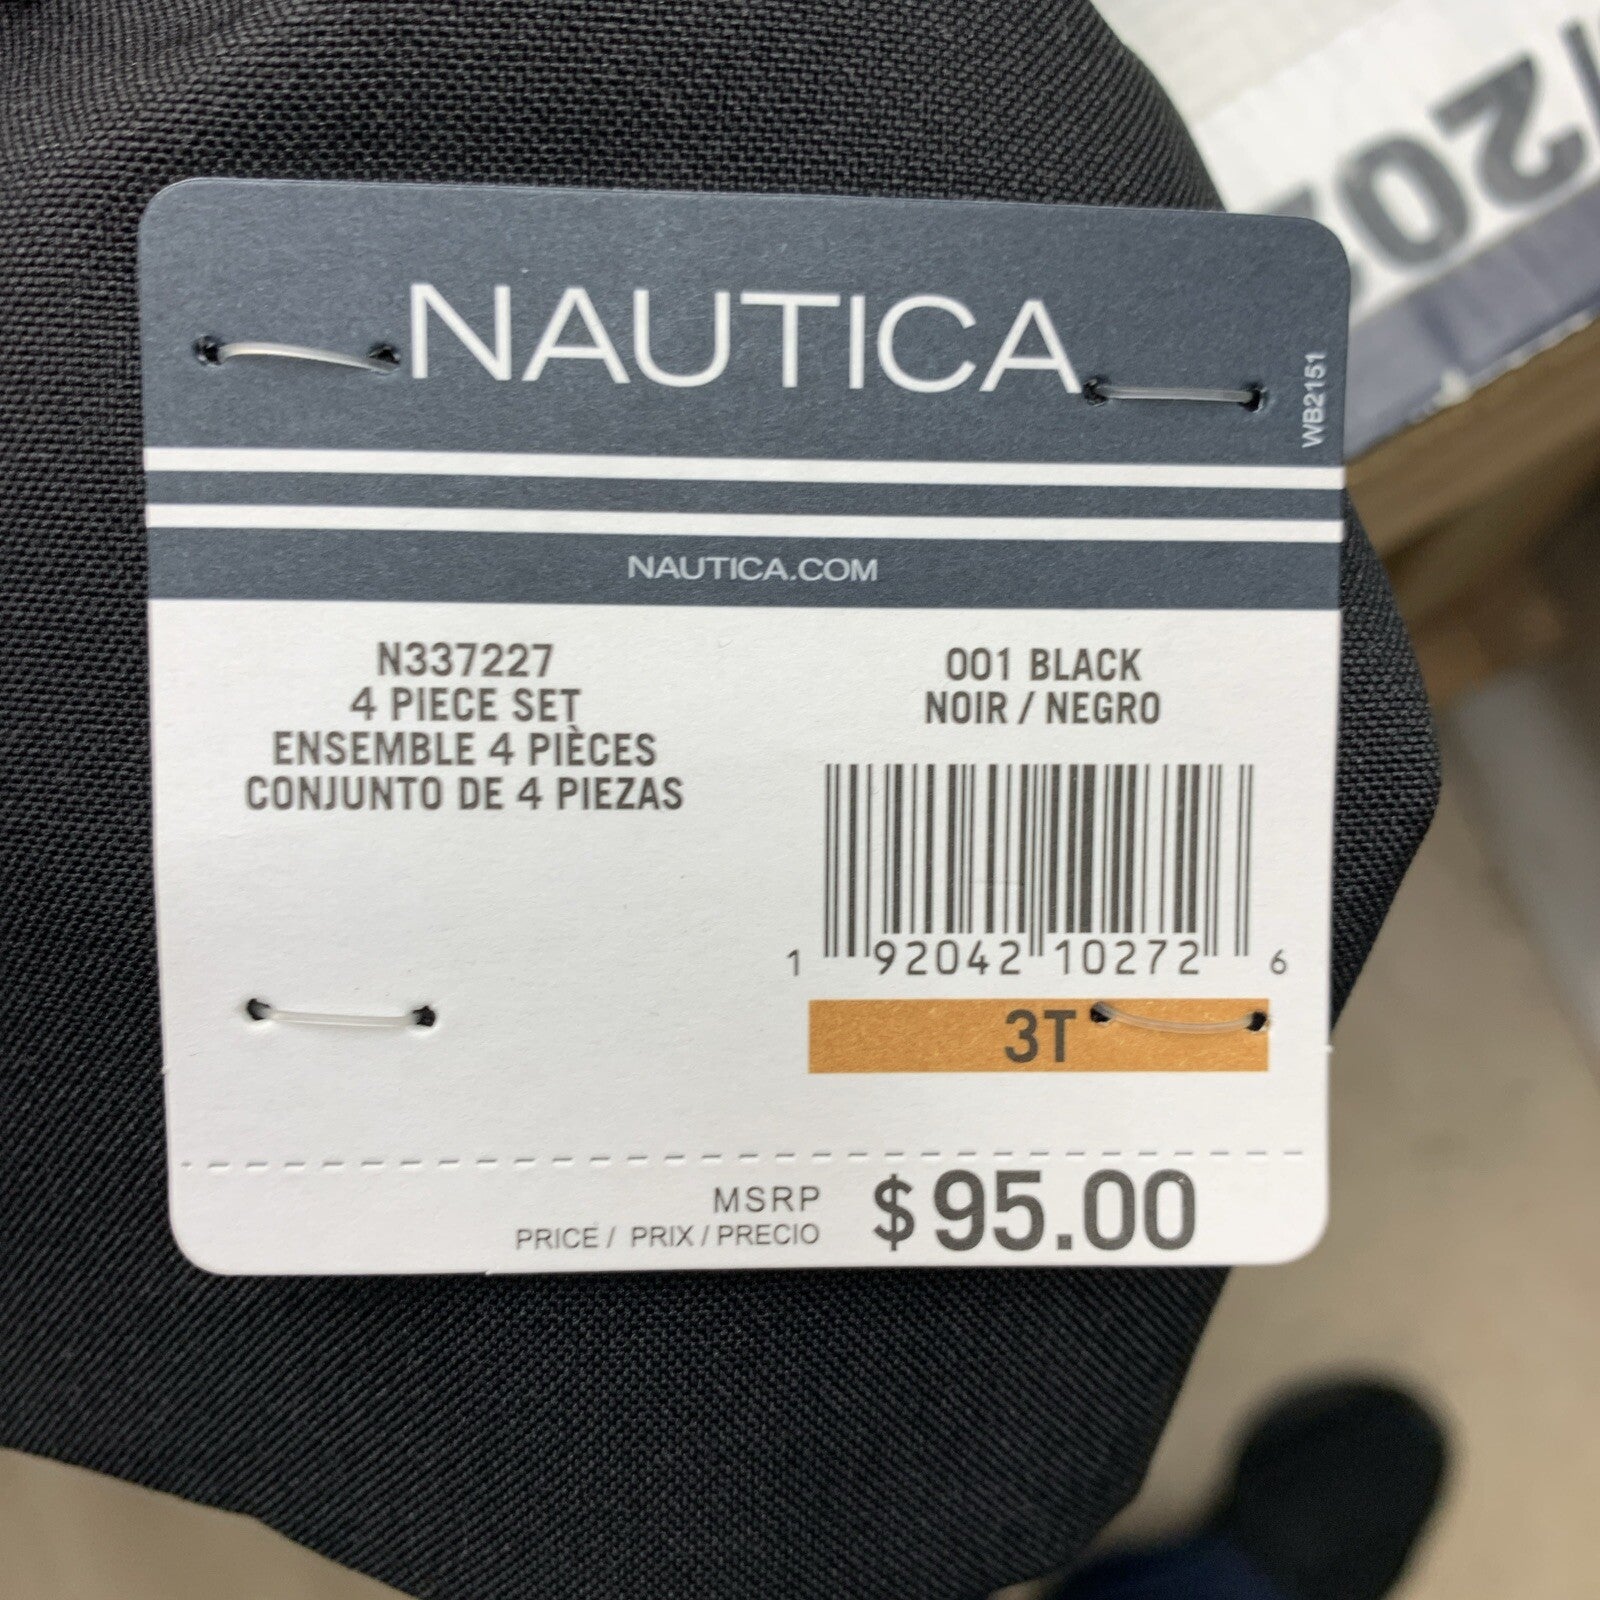 NAUTICA
WB2151
NAUTICA.COM
N337227
4 PIECE SET
ENSEMBLE 4 PIÈCES
CONJUNTO DE 4 PIEZAS
001 BLACK
NOIR / NEGRO
1 92042 10272 6
3T
MSRP
PRICE / PRIX / PRECIO
$95.00